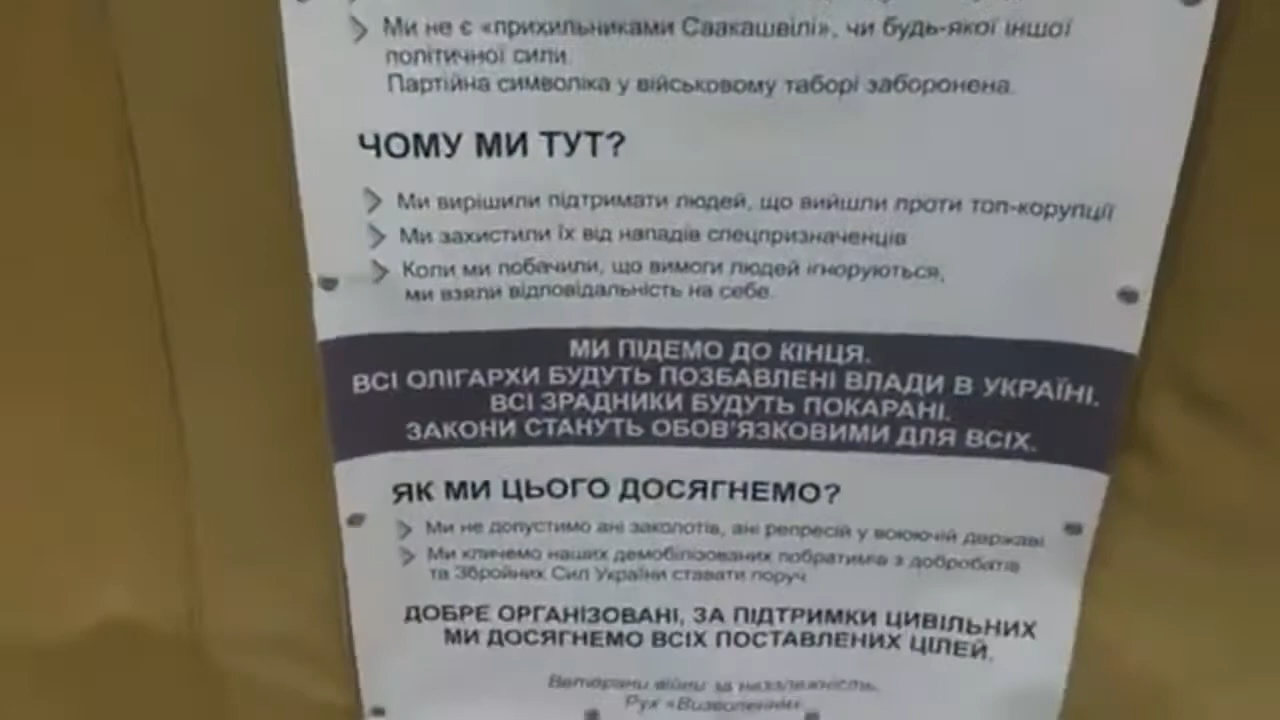 Ми не є «прихильниками Саакашвілі», чи будь-якої іншої
політичної сили.
Партійна символіка у військовому таборі заборонена.
ЧОМУ МИ ТУТ?
Ми вирішили підтримати людей, що вийшли проти топ-корупції
Ми захистили їх від нападів спецпризначенців
Коли ми побачили, що вимоги людей ігноруються,
ми взяли відповідальність на себе.
МИ ПІДЕМО ДО КІНЦЯ.
ВСІ ОЛІГАРХИ БУДУТЬ ПОЗБАВЛЕНІ ВЛАДИ В УКРАЇНІ.
ВСІ ЗРАДНИКИ БУДУТЬ ПОКАРАНІ.
ЗАКОНИ СТАНУТЬ ОБОВ'ЯЗКОВИМИ ДЛЯ ВСІХ.
ЯК МИ ЦЬОГО ДОСЯГНЕМО?
Ми не допустимо ані заколотів, ані репресій у воюючій державі
Ми кличемо наших демобілізованих побратимів з добробатів
та Збройних Сил України ставати поруч
ДОБРЕ ОРГАНІЗОВАНІ, ЗА ПІДТРИМКИ ЦИВІЛЬНИХ
МИ ДОСЯГНЕМО ВСІХ ПОСТАВЛЕНИХ ЦІЛЕЙ.
Ветерани війни за незалежність.
Рух «Визволення»